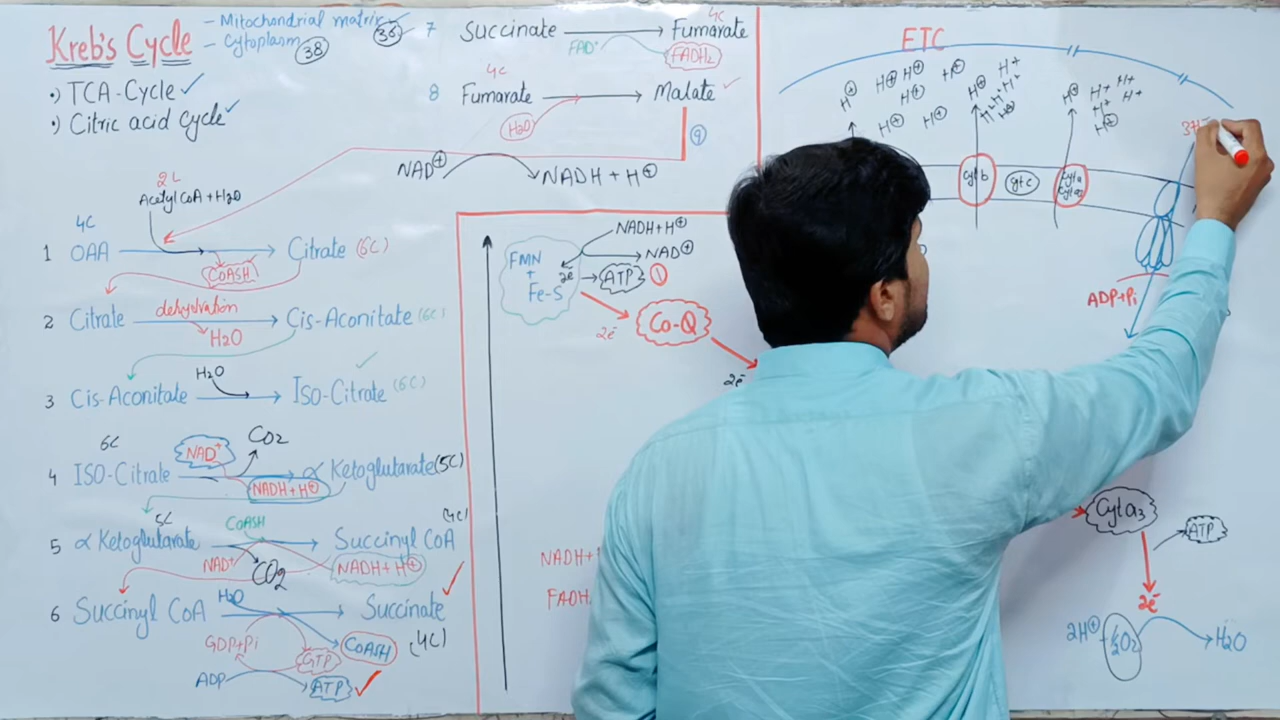 Kreb's Cycle
- Mitochondrial matrix 36
- Cytoplasm 38
•) TCA-Cycle ✓
•) Citric acid Cycle ✓
7 Succinate → Fumarate 4C
FAD⁺ FADH₂
4C
8 Fumarate → Malate ✓
H₂O
9
NAD⁺ → NADH + H⁺
2C
Acetyl CoA + H₂O
4C
1 OAA → Citrate (6C)
CoASH
2 Citrate dehydration → Cis-Aconitate (6C)
H₂O
H₂O
3 Cis-Aconitate → ISO-Citrate (6C)
6C NAD⁺ CO₂
4 ISO-Citrate → α Ketoglutarate (5C)
NADH + H⁺
5C CoASH (4C)
5 α Ketoglutarate → Succinyl CoA
NAD⁺ CO₂ NADH + H⁺
H₂O
6 Succinyl CoA → Succinate
(4C)
GDP+Pi GTP CoASH
ADP ATP ✓
NADH + H⁺
NAD⁺
FMN
+
Fe-S
2e⁻ → ATP 1
2e⁻ Co-Q
2e⁻
NADH +
FADH
ETC
H⁺ H⁺ H⁺ H⁺ H⁺ H⁺ H⁺
Cyt b
Cyt c
Cyt a
Cyt a₃
3H
ADP+Pi
Cyt a₃
ATP
2e⁻
2H⁺ + ½O₂ → H₂O